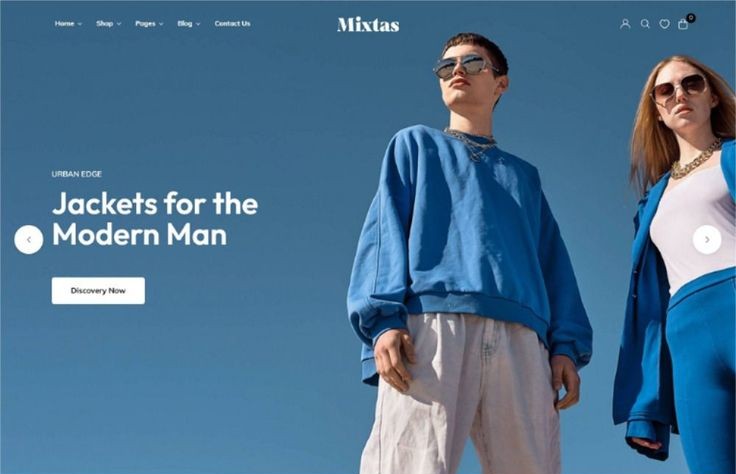 Home Shop Pages Blog Contact Us
Mixtas
0
URBAN EDGE
Jackets for the
Modern Man
Discovery Now